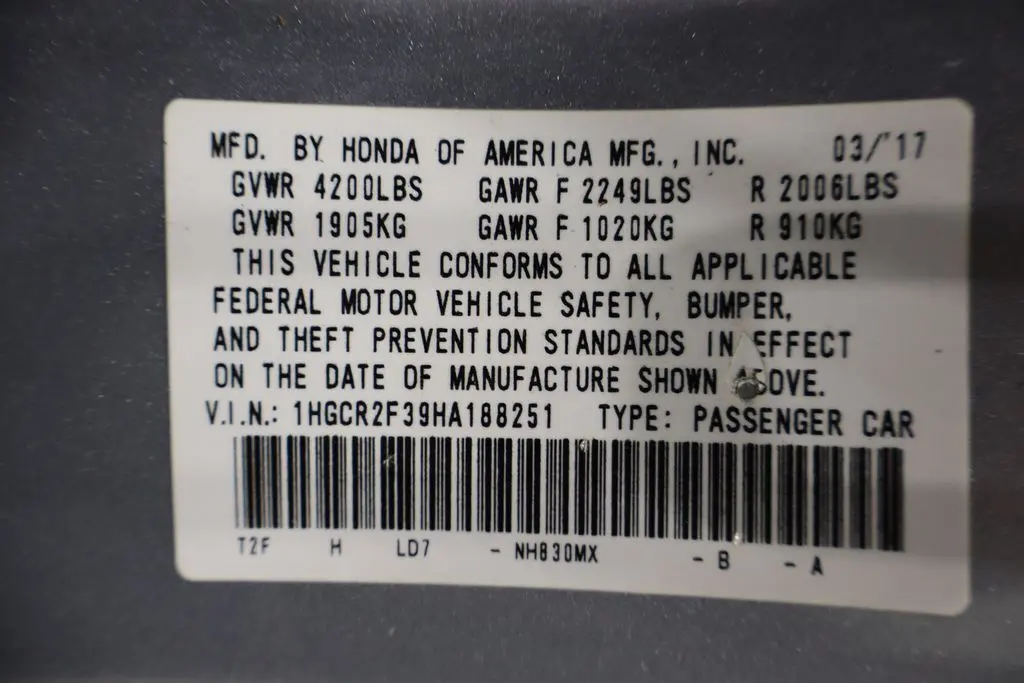 MFD. BY HONDA OF AMERICA MFG., INC. 03/'17
GVWR 4200LBS GAWR F 2249LBS R 2006LBS
GVWR 1905KG GAWR F 1020KG R 910KG
THIS VEHICLE CONFORMS TO ALL APPLICABLE
FEDERAL MOTOR VEHICLE SAFETY, BUMPER,
AND THEFT PREVENTION STANDARDS IN EFFECT
ON THE DATE OF MANUFACTURE SHOWN ABOVE.
V.I.N.: 1HGCR2F39HA188251 TYPE: PASSENGER CAR
T2F H LD7 - NH830MX - B - A